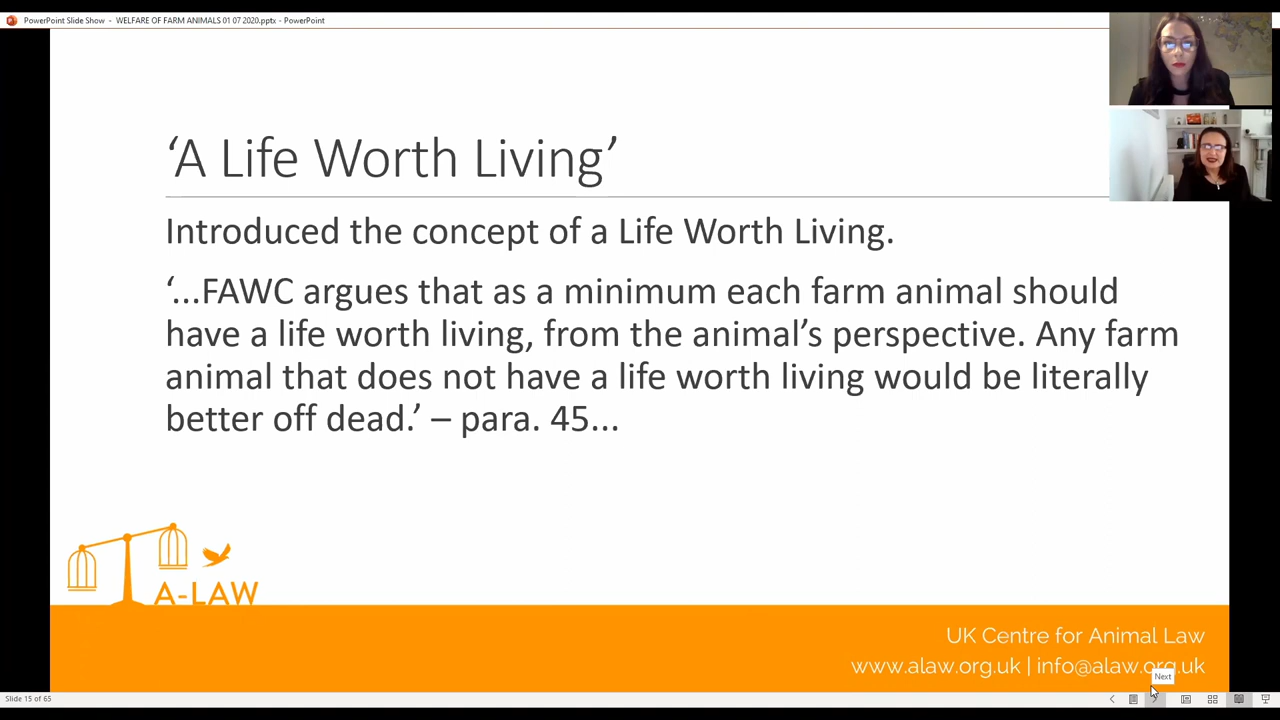 PowerPoint Slide Show - WELFARE OF FARM ANIMALS 01 07 2020.pptx - PowerPoint
‘A Life Worth Living’
Introduced the concept of a Life Worth Living.
‘...FAWC argues that as a minimum each farm animal should
have a life worth living, from the animal’s perspective. Any farm
animal that does not have a life worth living would be literally
better off dead.’ – para. 45...
A-LAW
UK Centre for Animal Law
www.alaw.org.uk | info@alaw.org.uk
Next
Slide 15 of 65